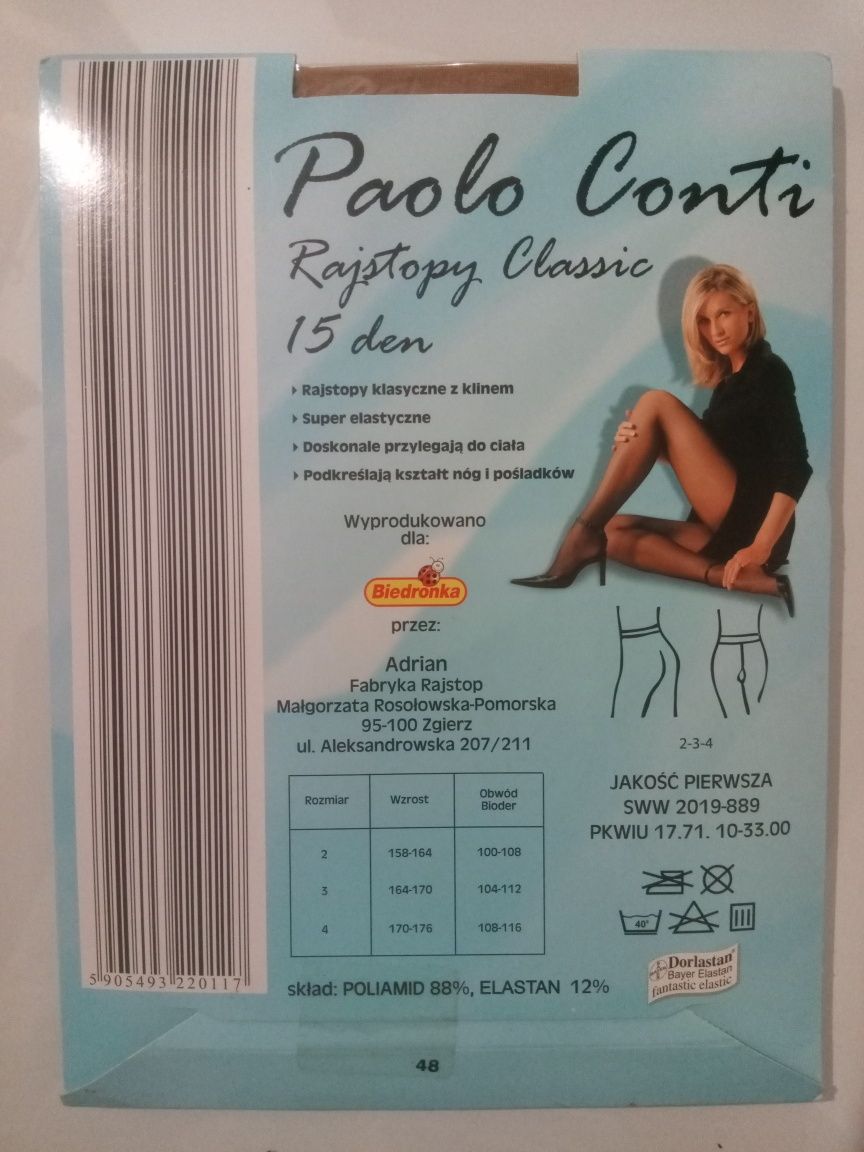 Paolo Conti
Rajstopy Classic
15 den
Rajstopy klasyczne z klinem
Super elastyczne
Doskonale przylegają do ciała
Podkreślają kształt nóg i pośladków
Wyprodukowano
dla:
Biedronka
przez:
Adrian
Fabryka Rajstop
Małgorzata Rosołowska-Pomorska
95-100 Zgierz
ul. Aleksandrowska 207/211
2-3-4
Rozmiar Wzrost Obwód Bioder
2 158-164 100-108
3 164-170 104-112
4 170-176 108-116
JAKOŚĆ PIERWSZA
SWW 2019-889
PKWIU 17.71. 10-33.00
40°
Dorlastan®
Bayer Elastan
fantastic elastic
skład: POLIAMID 88%, ELASTAN 12%
5 905493 220117
48